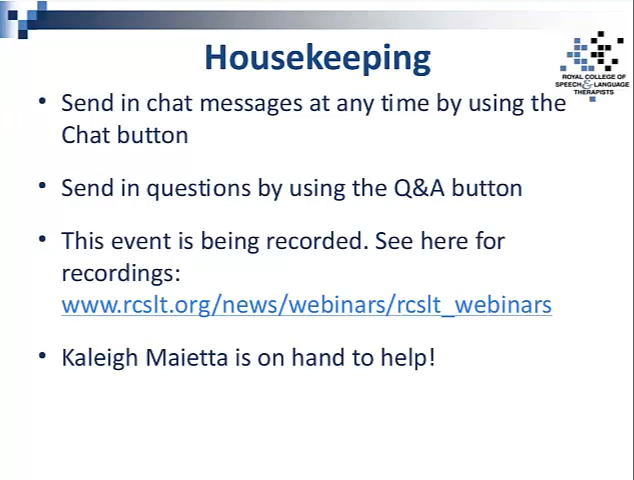 Housekeeping
ROYAL COLLEGE OF
SPEECH & LANGUAGE
THERAPISTS
• Send in chat messages at any time by using the
Chat button
• Send in questions by using the Q&A button
• This event is being recorded. See here for
recordings:
www.rcslt.org/news/webinars/rcslt_webinars
• Kaleigh Maietta is on hand to help!